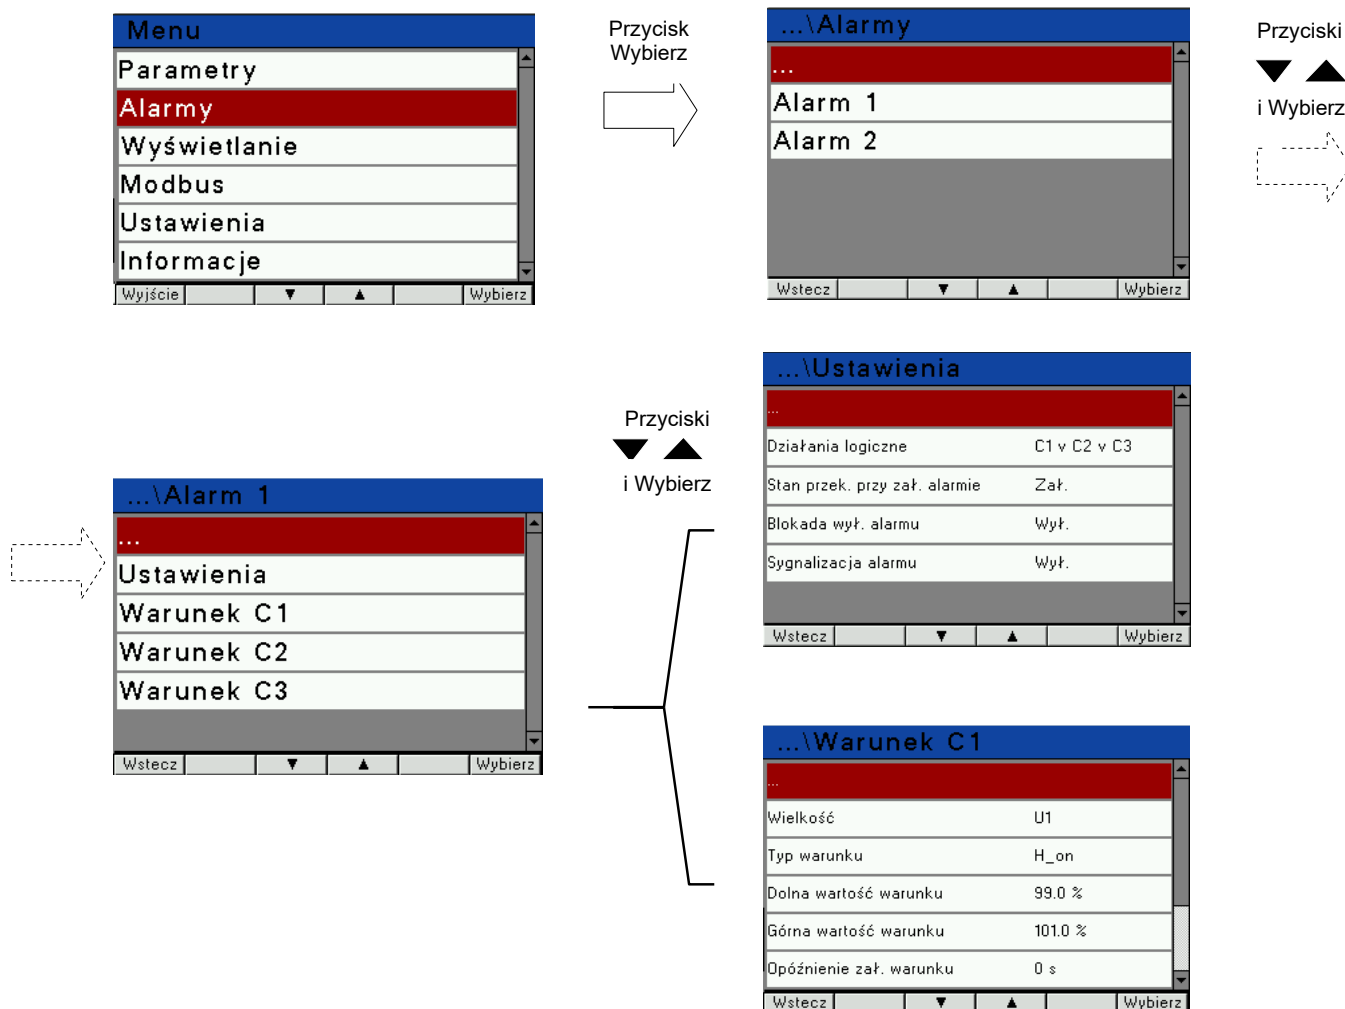 Menu
Parametry
Alarmy
Wyświetlanie
Modbus
Ustawienia
Informacje
Wyjście ▼ ▲ Wybierz
Przycisk
Wybierz
...\Alarmy
...
Alarm 1
Alarm 2
Wstecz ▼ ▲ Wybierz
Przyciski
▼ ▲
i Wybierz
...\Alarm 1
...
Ustawienia
Warunek C1
Warunek C2
Warunek C3
Wstecz ▼ ▲ Wybierz
Przyciski
▼ ▲
i Wybierz
...\Ustawienia
...
Działania logiczne C1 v C2 v C3
Stan przek. przy zał. alarmie Zał.
Blokada wył. alarmu Wył.
Sygnalizacja alarmu Wył.
Wstecz ▼ ▲ Wybierz
...\Warunek C1
...
Wielkość U1
Typ warunku H_on
Dolna wartość warunku 99.0 %
Górna wartość warunku 101.0 %
Opóźnienie zał. warunku 0 s
Wstecz ▼ ▲ Wybierz